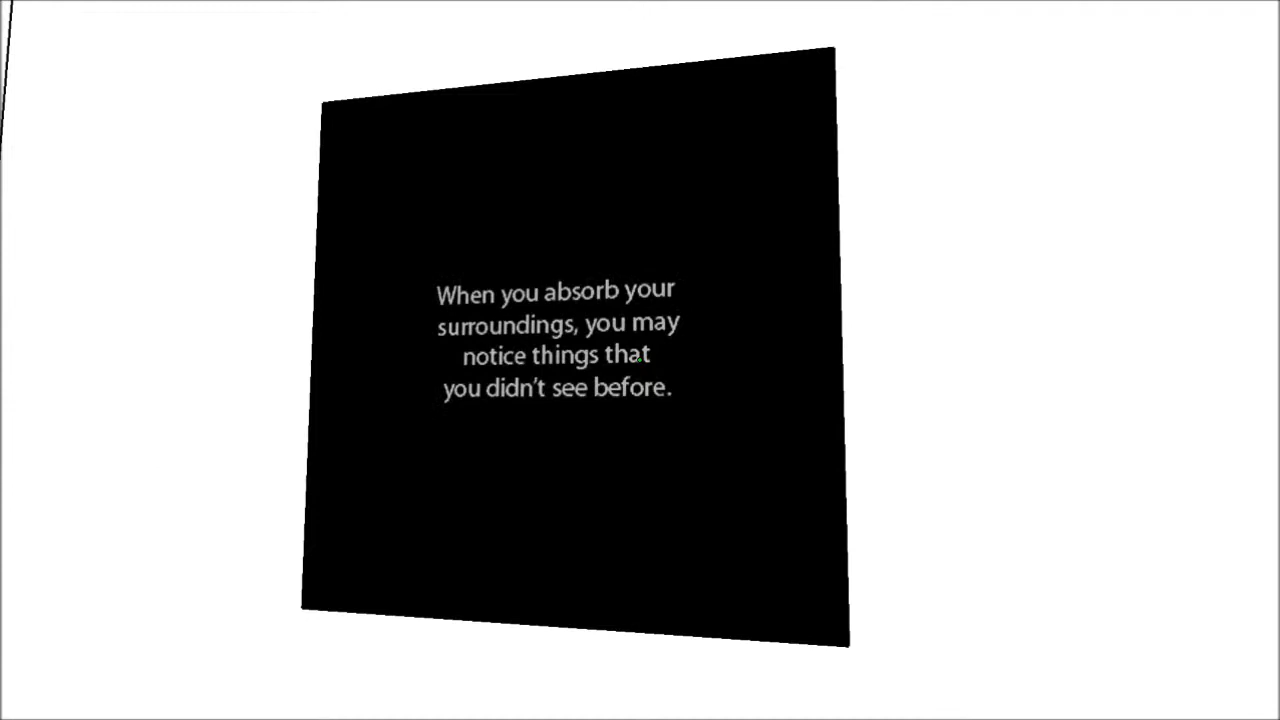 When you absorb your
surroundings, you may
notice things that
you didn't see before.